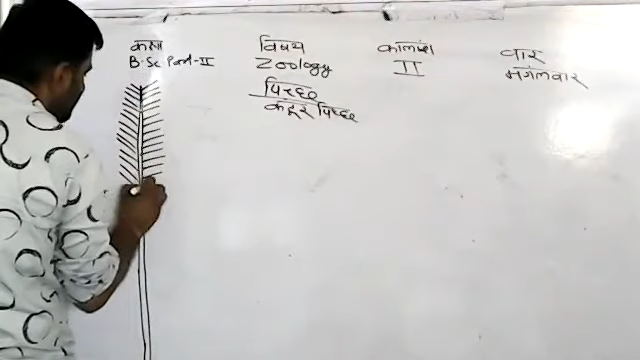 कक्षा
B.Sc Part-II
विषय
Zoology
कालांश
II
वार
मंगलवार
पिच्छ
कंटूर पिच्छ